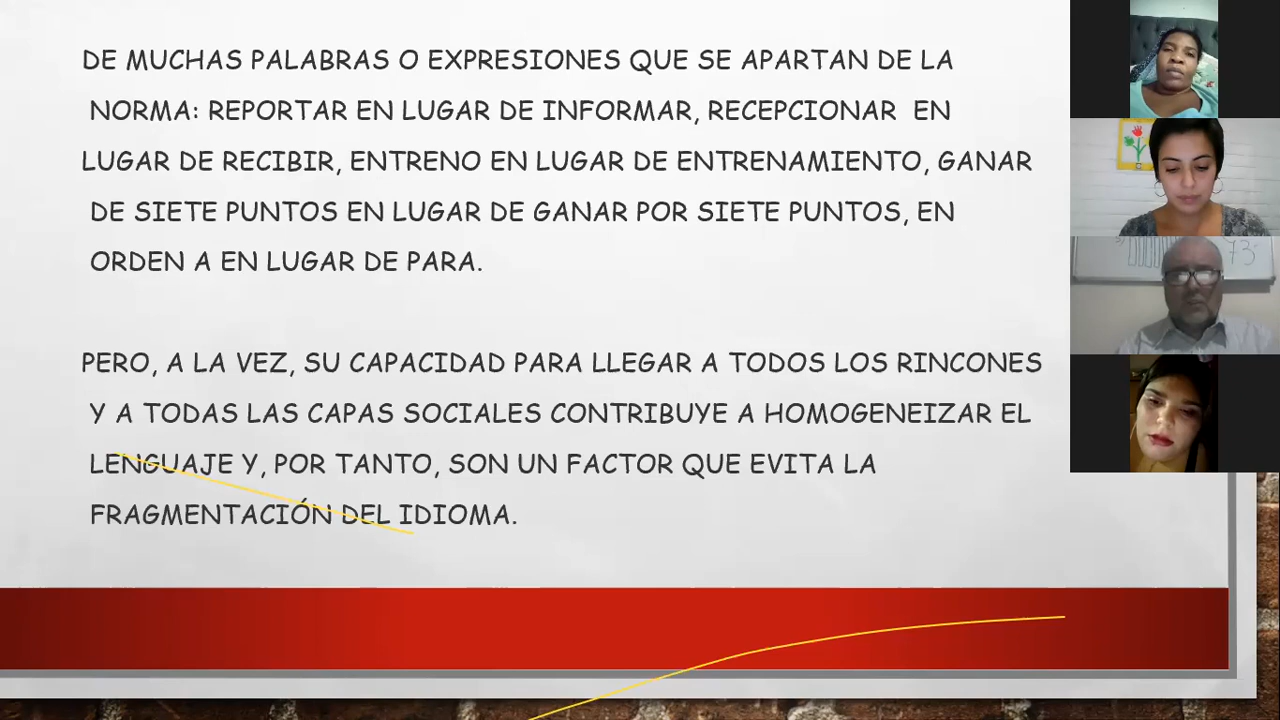 DE MUCHAS PALABRAS O EXPRESIONES QUE SE APARTAN DE LA
NORMA: REPORTAR EN LUGAR DE INFORMAR, RECEPCIONAR EN
LUGAR DE RECIBIR, ENTRENO EN LUGAR DE ENTRENAMIENTO, GANAR
DE SIETE PUNTOS EN LUGAR DE GANAR POR SIETE PUNTOS, EN
ORDEN A EN LUGAR DE PARA.
PERO, A LA VEZ, SU CAPACIDAD PARA LLEGAR A TODOS LOS RINCONES
Y A TODAS LAS CAPAS SOCIALES CONTRIBUYE A HOMOGENEIZAR EL
LENGUAJE Y, POR TANTO, SON UN FACTOR QUE EVITA LA
FRAGMENTACIÓN DEL IDIOMA.